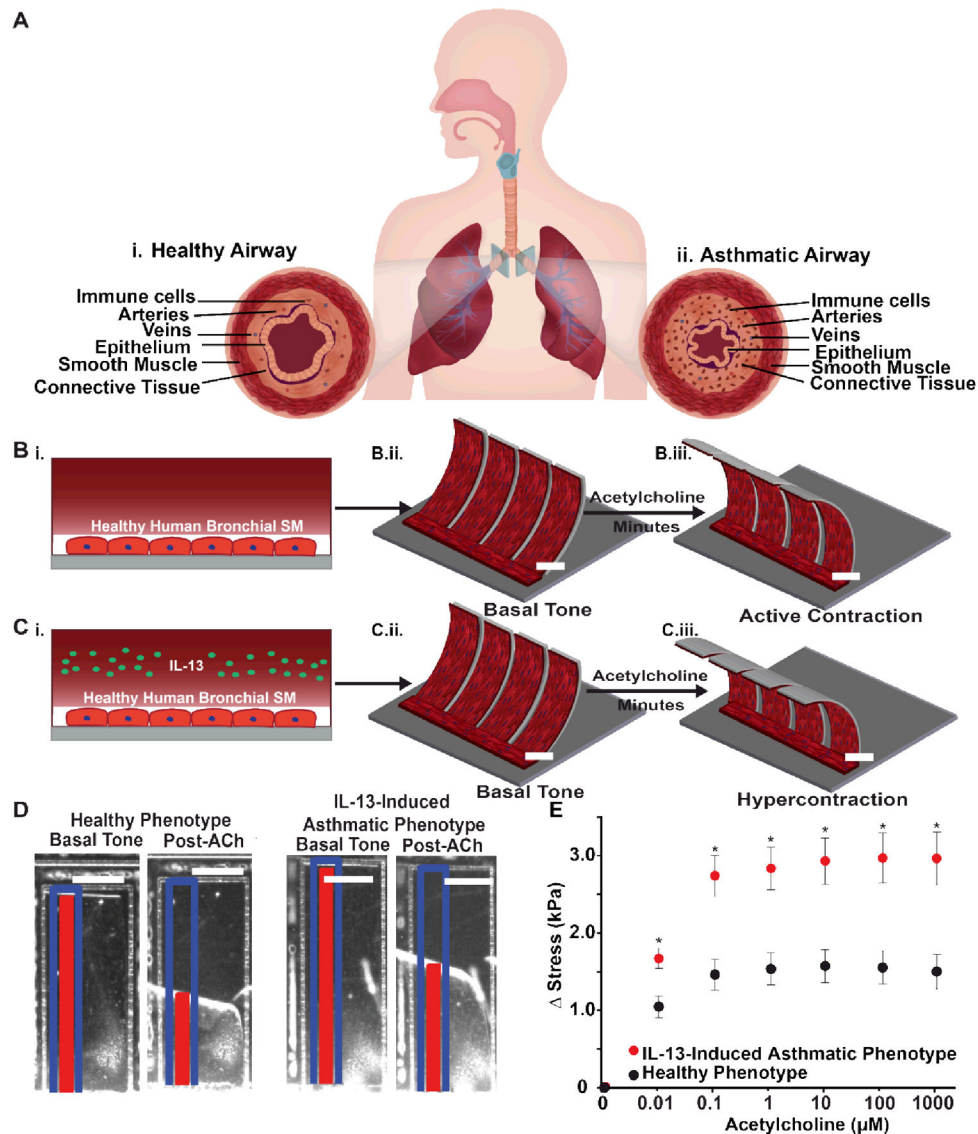 A
i. Healthy Airway
Immune cells
Arteries
Veins
Epithelium
Smooth Muscle
Connective Tissue
ii. Asthmatic Airway
Immune cells
Arteries
Veins
Epithelium
Smooth Muscle
Connective Tissue
B
i.
Healthy Human Bronchial SM
B.ii.
Basal Tone
Acetylcholine
Minutes
B.iii.
Active Contraction
C
i.
IL-13
Healthy Human Bronchial SM
C.ii.
Basal Tone
Acetylcholine
Minutes
C.iii.
Hypercontraction
D
Healthy Phenotype
Basal Tone Post-ACh
IL-13-Induced
Asthmatic Phenotype
Basal Tone Post-ACh
E
Δ Stress (kPa)
3.0
2.0
1.0
0
* * * * * * *
IL-13-Induced Asthmatic Phenotype
Healthy Phenotype
0 0.01 0.1 1 10 100 1000
Acetylcholine (µM)